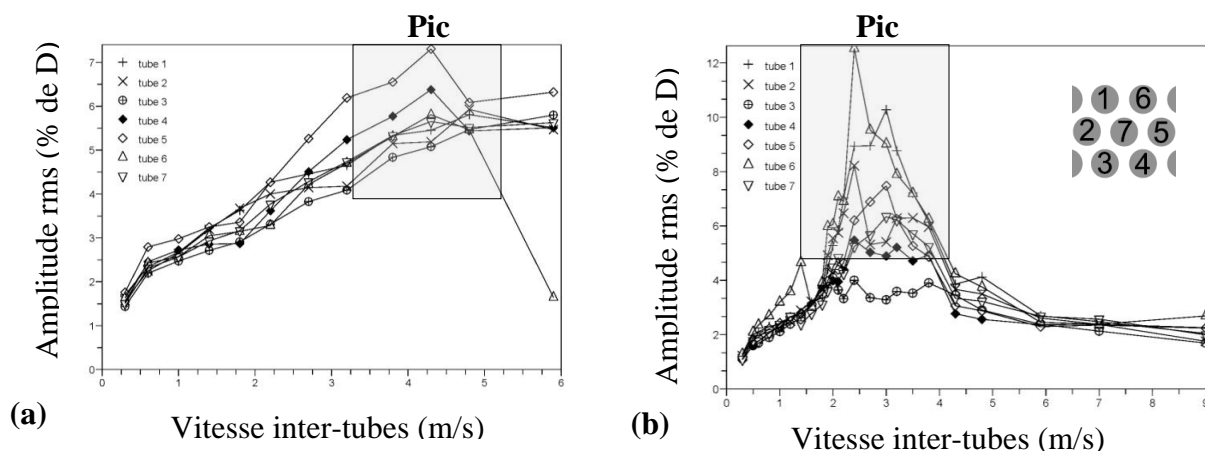 Pic
Amplitude rms (% de D)
7
6
5
4
3
2
1
0
tube 1
tube 2
tube 3
tube 4
tube 5
tube 6
tube 7
0 1 2 3 4 5 6
(a)
Vitesse inter-tubes (m/s)
Pic
Amplitude rms (% de D)
12
10
8
6
4
2
0
tube 1
tube 2
tube 3
tube 4
tube 5
tube 6
tube 7
1 6
2 7 5
3 4
0 1 2 3 4 5 6 7 8 9
(b)
Vitesse inter-tubes (m/s)